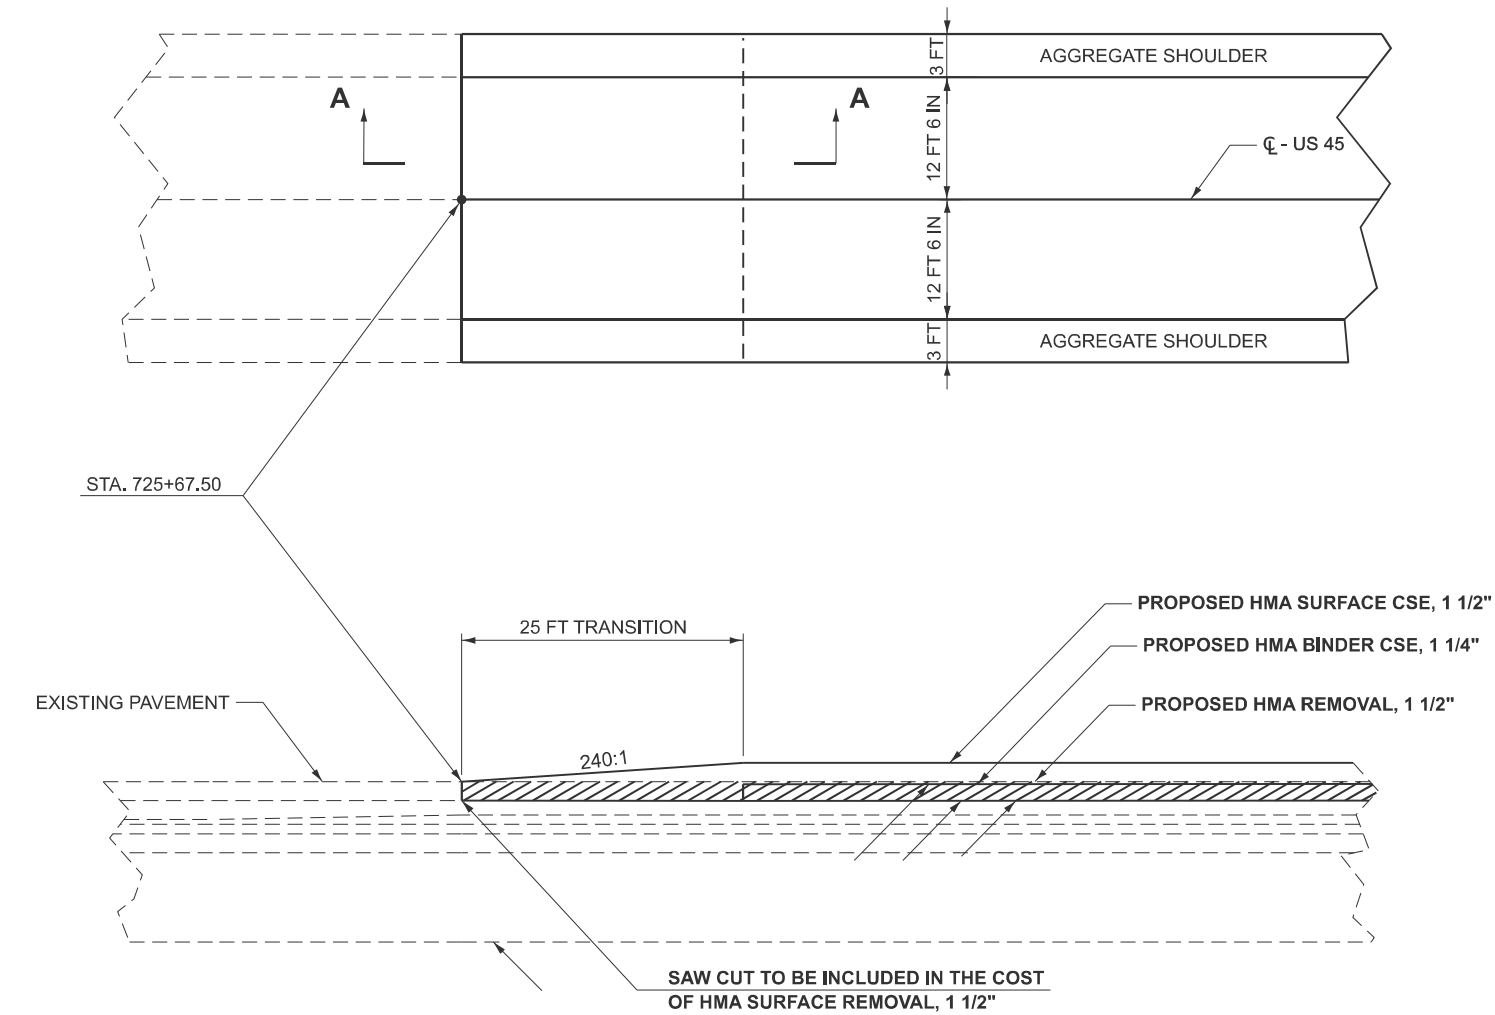 3 FT
AGGREGATE SHOULDER
A
A
12 FT 6 IN
℄ - US 45
12 FT 6 IN
3 FT
AGGREGATE SHOULDER
STA. 725+67.50
PROPOSED HMA SURFACE CSE, 1 1/2"
25 FT TRANSITION
PROPOSED HMA BINDER CSE, 1 1/4"
EXISTING PAVEMENT
PROPOSED HMA REMOVAL, 1 1/2"
240:1
SAW CUT TO BE INCLUDED IN THE COST
OF HMA SURFACE REMOVAL, 1 1/2"